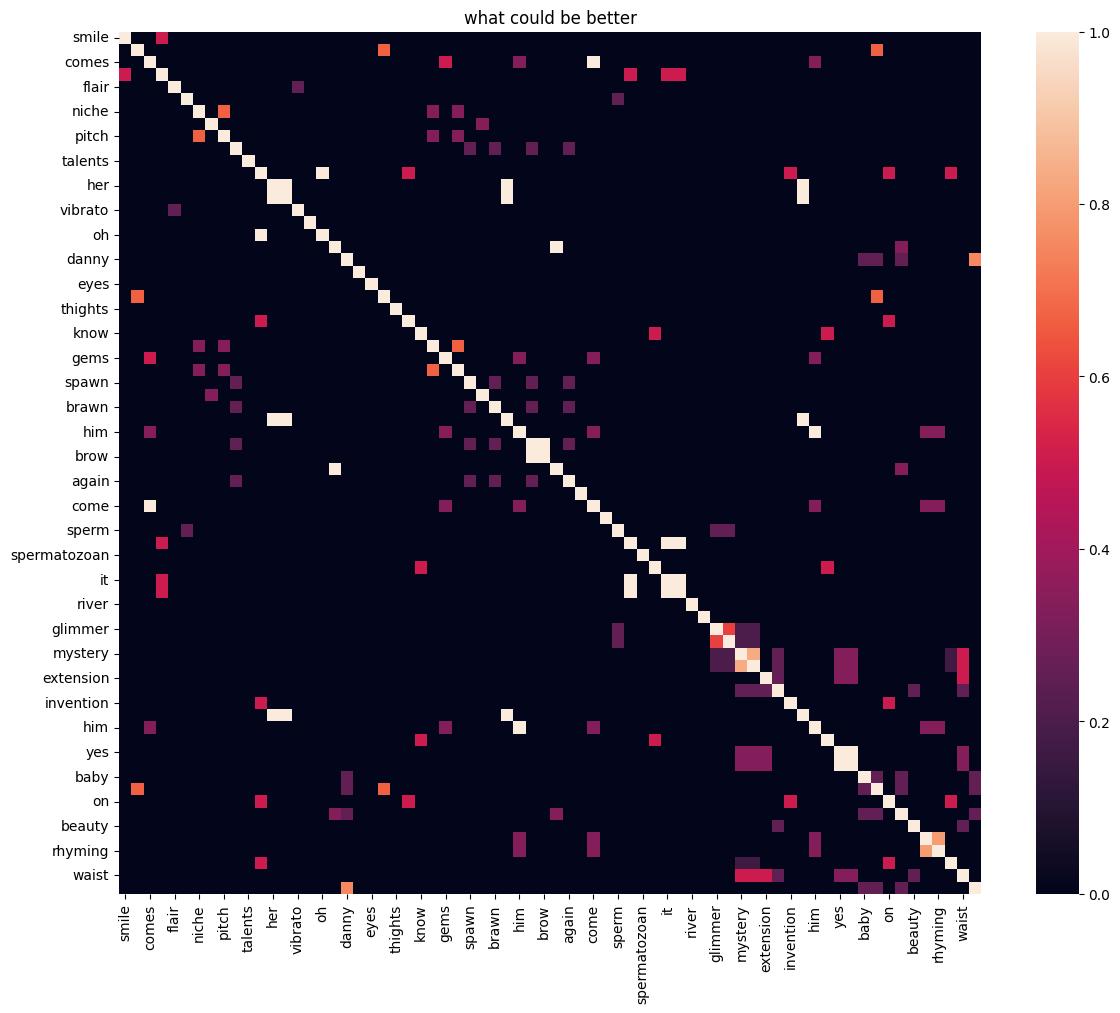 what could be better
smile
comes
flair
niche
pitch
talents
her
vibrato
oh
danny
eyes
thights
know
gems
spawn
brawn
him
brow
again
come
sperm
spermatozoan
it
river
glimmer
mystery
extension
invention
him
yes
baby
on
beauty
rhyming
waist
smile
comes
flair
niche
pitch
talents
her
vibrato
oh
danny
eyes
thights
know
gems
spawn
brawn
him
brow
again
come
sperm
spermatozoan
it
river
glimmer
mystery
extension
invention
him
yes
baby
on
beauty
rhyming
waist
1.0
0.8
0.6
0.4
0.2
0.0